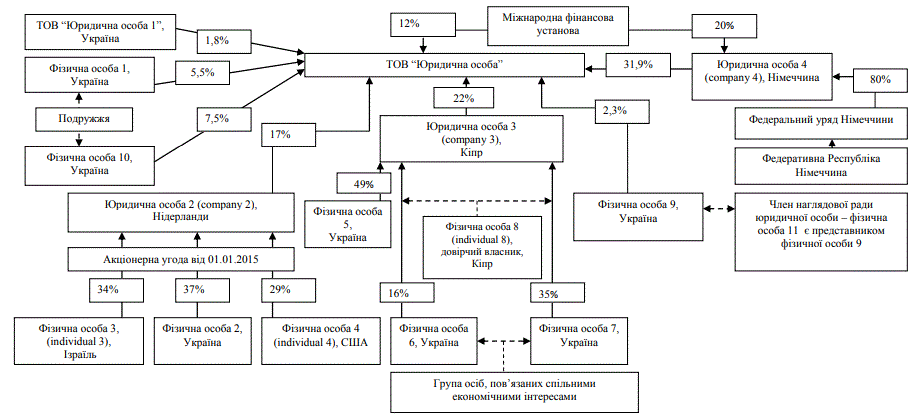 ТОВ “Юридична особа 1”,
Україна
1,8%
12%
Міжнародна фінансова
установа
20%
Фізична особа 1,
Україна
5,5%
ТОВ “Юридична особа”
31,9%
Юридична особа 4
(company 4), Німеччина
80%
Подружжя
7,5%
17%
22%
2,3%
Федеральний уряд Німеччини
Фізична особа 10,
Україна
Юридична особа 3
(company 3),
Кіпр
Федеративна Республіка
Німеччина
49%
Юридична особа 2 (company 2),
Нідерланди
Фізична особа
5,
Україна
Фізична особа 8
(individual 8),
довірчий власник,
Кіпр
Фізична особа 9,
Україна
Член наглядової ради
юридичної особи – фізична
особа 11 є представником
фізичної особи 9
Акціонерна угода від 01.01.2015
34%
37%
29%
16%
35%
Фізична особа 3,
(individual 3),
Ізраїль
Фізична особа 2,
Україна
Фізична особа 4
(individual 4), США
Фізична особа
6, Україна
Фізична особа 7,
Україна
Група осіб, пов’язаних спільними
економічними інтересами